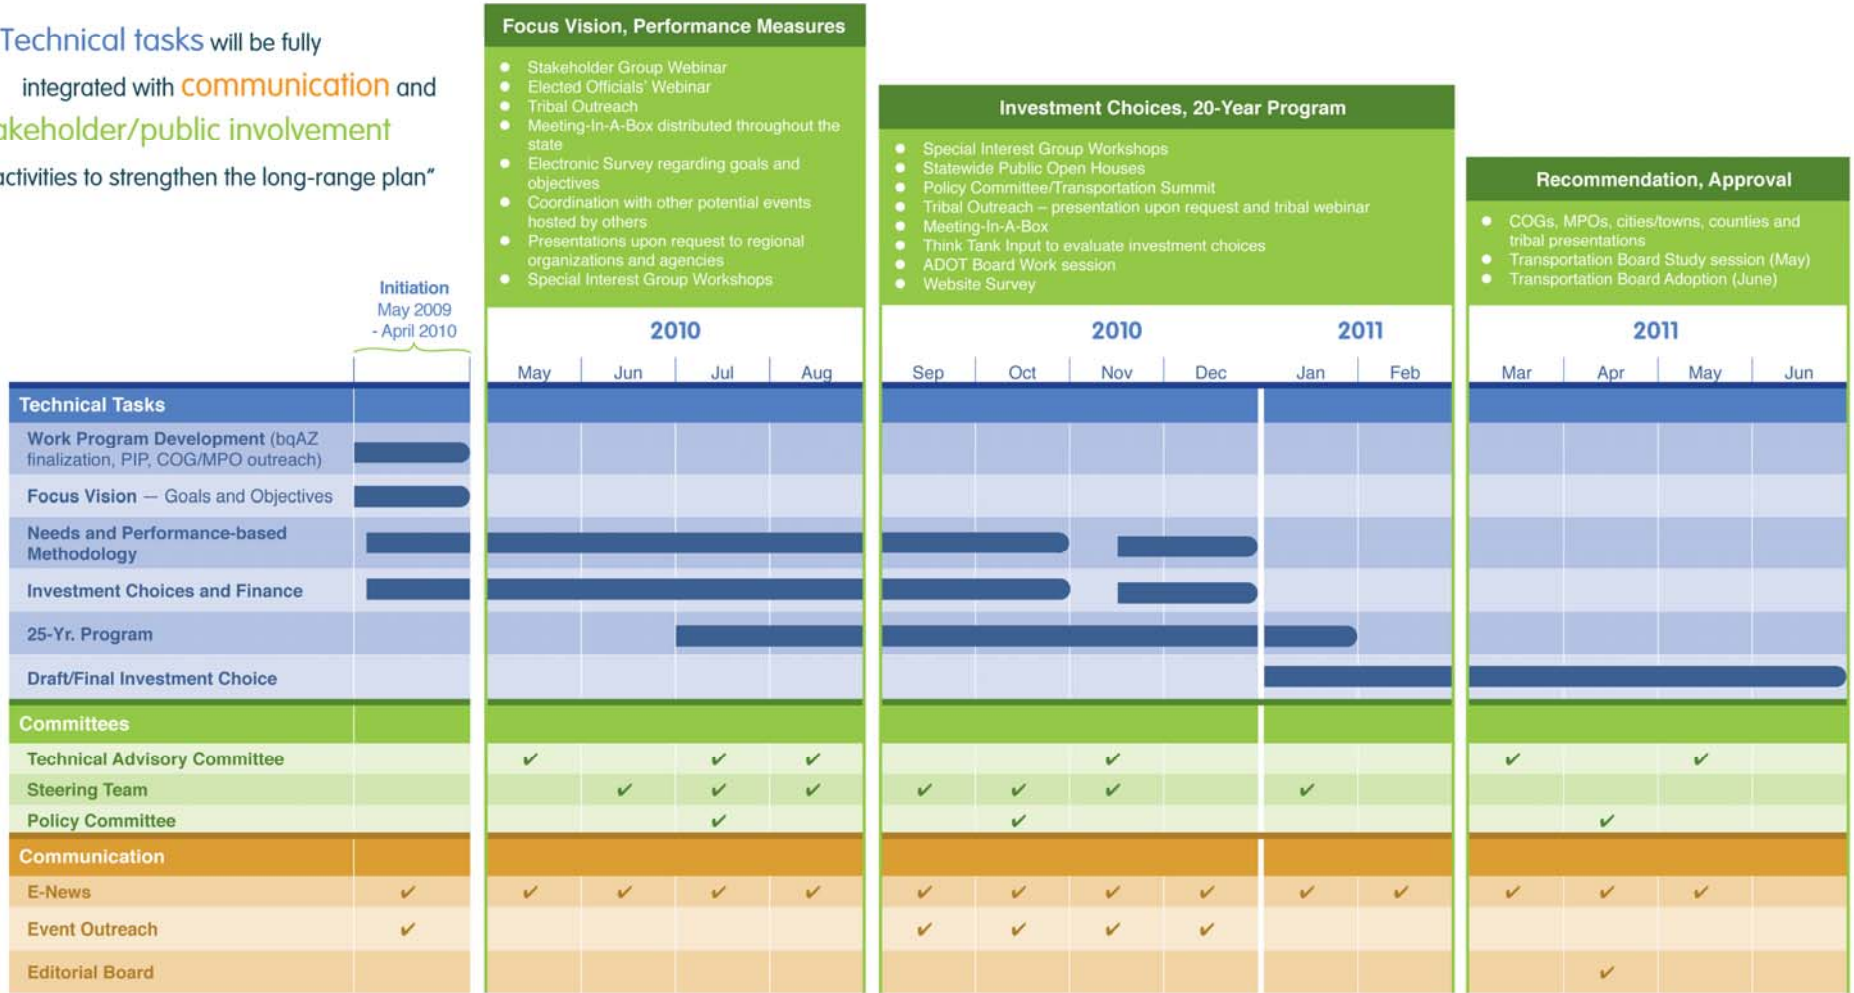 Technical tasks will be fully
integrated with communication and
akeholder/public involvement
activities to strengthen the long-range plan”
Focus Vision, Performance Measures
Stakeholder Group Webinar
Elected Officials’ Webinar
Tribal Outreach
Meeting-In-A-Box distributed throughout the
state
Electronic Survey regarding goals and
objectives
Coordination with other potential events
hosted by others
Presentations upon request to regional
organizations and agencies
Special Interest Group Workshops
Investment Choices, 20-Year Program
Special Interest Group Workshops
Statewide Public Open Houses
Policy Committee/Transportation Summit
Tribal Outreach – presentation upon request and tribal webinar
Meeting-In-A-Box
Think Tank Input to evaluate investment choices
ADOT Board Work session
Website Survey
Recommendation, Approval
COGs, MPOs, cities/towns, counties and
tribal presentations
Transportation Board Study session (May)
Transportation Board Adoption (June)
Initiation
May 2009
- April 2010
2010
2010
2011
2011
May Jun Jul Aug Sep Oct Nov Dec Jan Feb Mar Apr May Jun
Technical Tasks
Work Program Development (bqAZ
finalization, PIP, COG/MPO outreach)
Focus Vision — Goals and Objectives
Needs and Performance-based
Methodology
Investment Choices and Finance
25-Yr. Program
Draft/Final Investment Choice
Committees
Technical Advisory Committee
Steering Team
Policy Committee
Communication
E-News
Event Outreach
Editorial Board